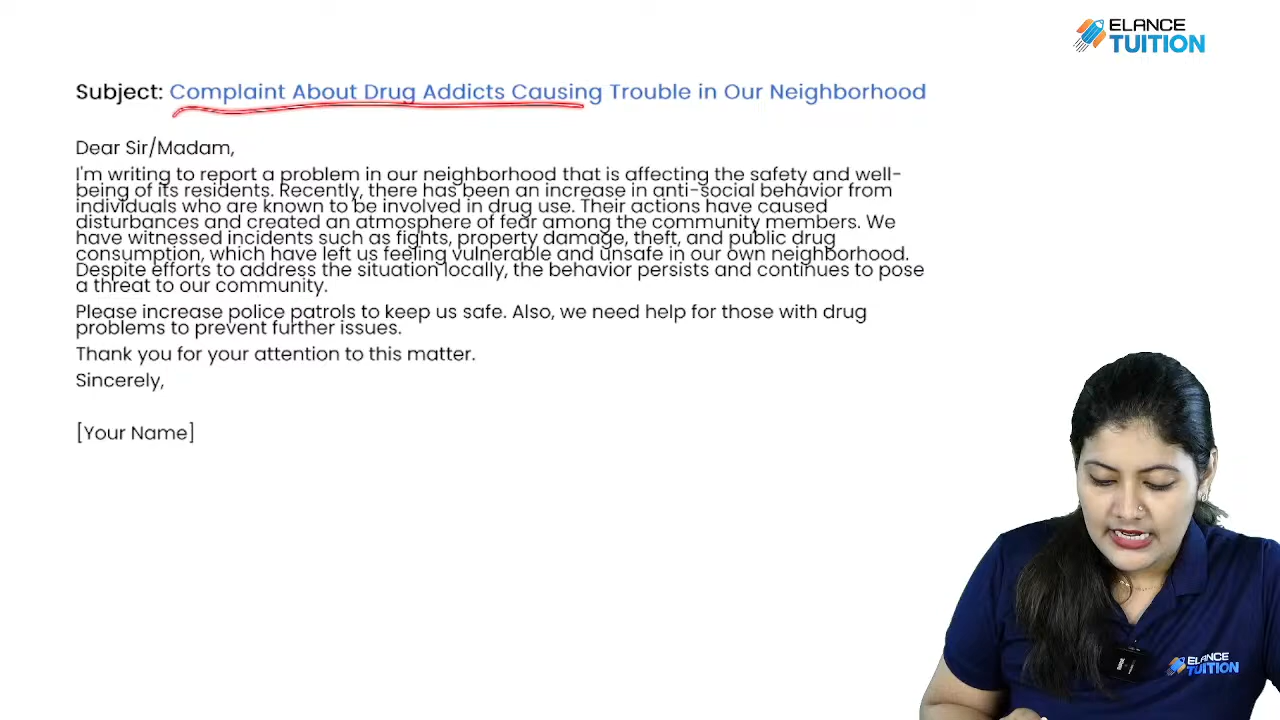 ELANCE
TUITION
Subject: Complaint About Drug Addicts Causing Trouble in Our Neighborhood
Dear Sir/Madam,
I'm writing to report a problem in our neighborhood that is affecting the safety and well-
being of its residents. Recently, there has been an increase in anti-social behavior from
individuals who are known to be involved in drug use. Their actions have caused
disturbances and created an atmosphere of fear among the community members. We
have witnessed incidents such as fights, property damage, theft, and public drug
consumption, which have left us feeling vulnerable and unsafe in our own neighborhood.
Despite efforts to address the situation locally, the behavior persists and continues to pose
a threat to our community.
Please increase police patrols to keep us safe. Also, we need help for those with drug
problems to prevent further issues.
Thank you for your attention to this matter.
Sincerely,
[Your Name]
ELANCE
TUITION